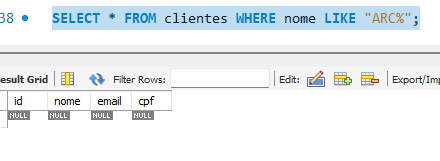 38 SELECT * FROM clientes WHERE nome LIKE "ARC%";
esult Grid Filter Rows: Edit: Export/Imp
id nome email cpf
NULL NULL NULL NULL